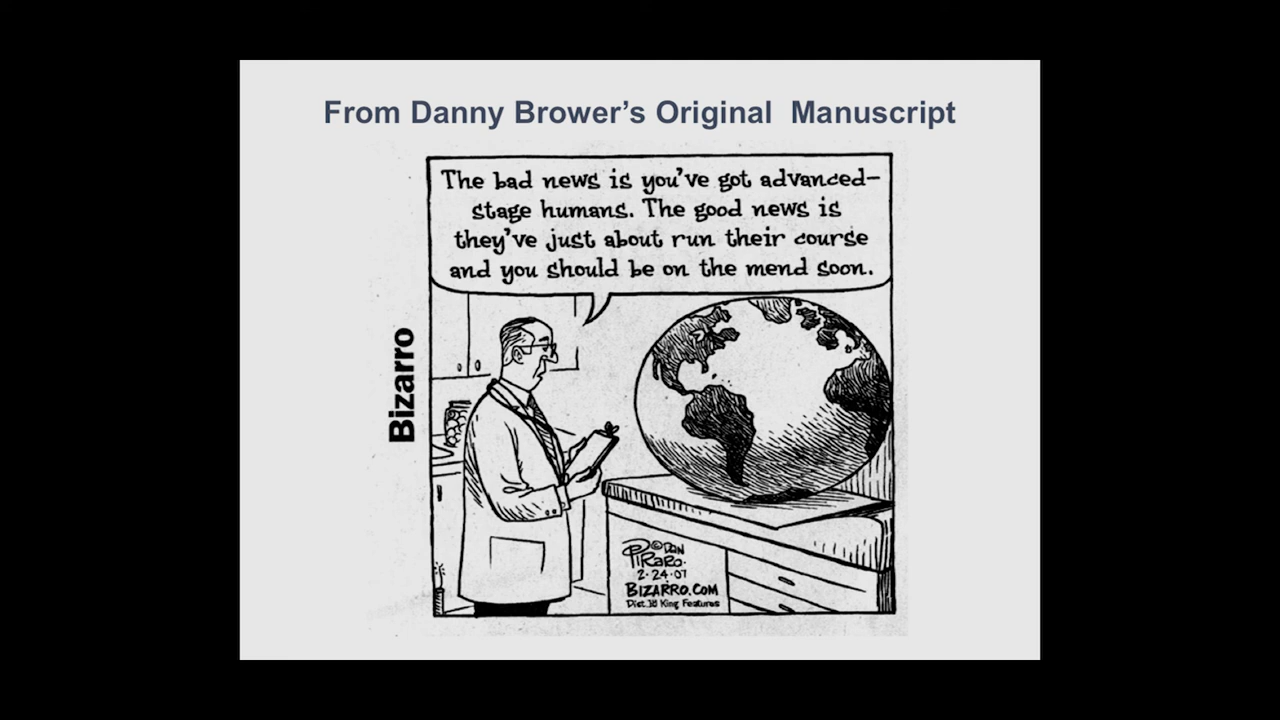 From Danny Brower's Original Manuscript
The bad news is you've got advanced-
stage humans. The good news is
they've just about run their course
and you should be on the mend soon.
Bizarro
©Dan
Piraro.
2·24·07
BIZARRO.COM
Dist. by King Features